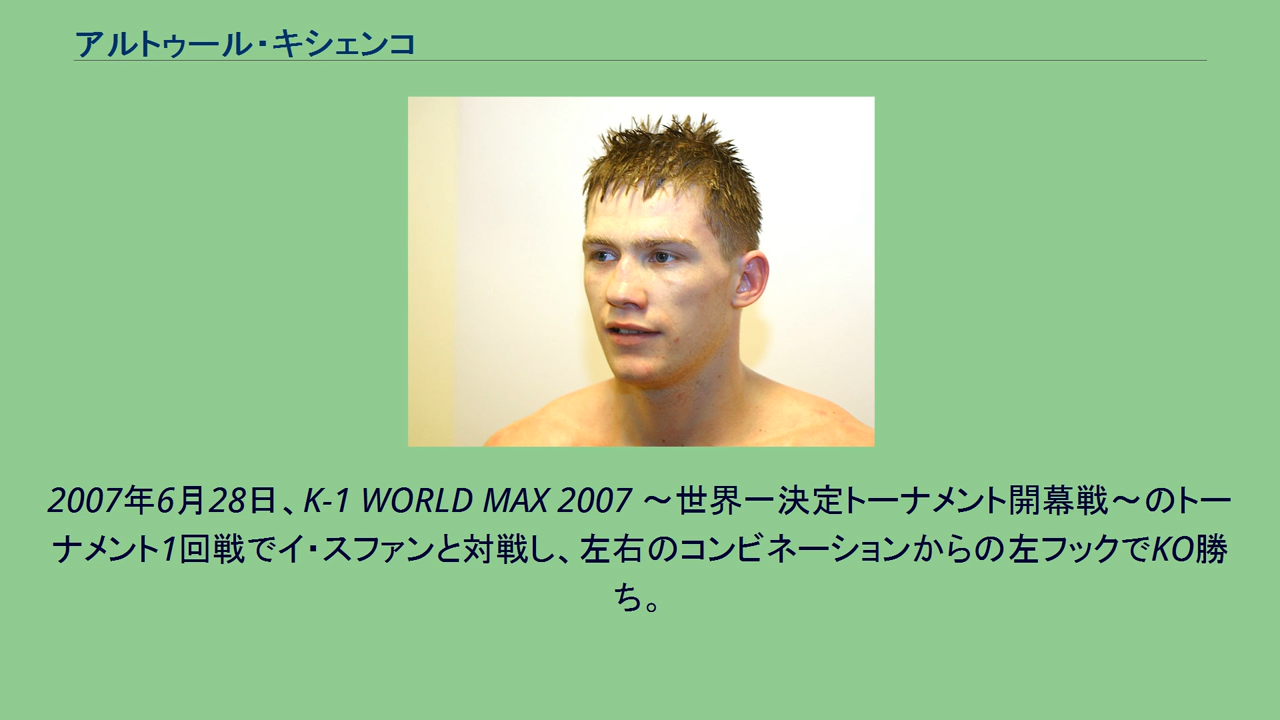 アルトゥール・キシェンコ
2007年6月28日、K-1 WORLD MAX 2007 〜世界一決定トーナメント開幕戦〜のトー
ナメント1回戦でイ・スファンと対戦し、左右のコンビネーションからの左フックでKO勝
ち。